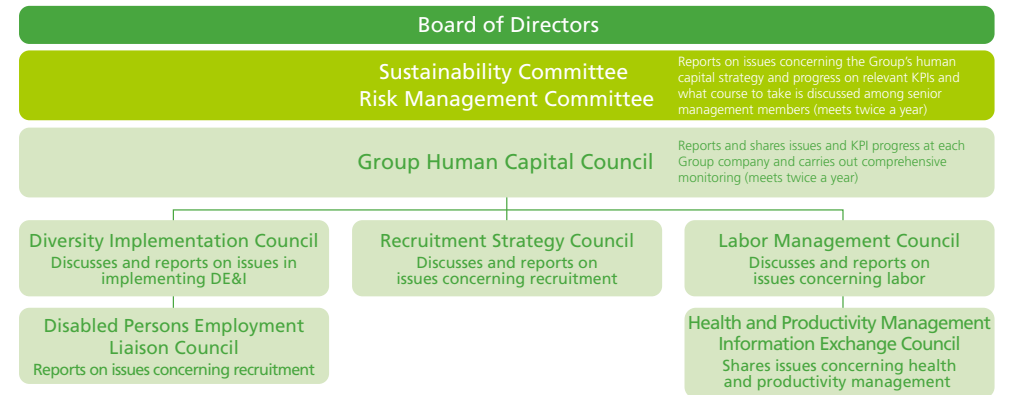 Board of Directors
Sustainability Committee
Risk Management Committee
Reports on issues concerning the Group's human
capital strategy and progress on relevant KPIs and
what course to take is discussed among senior
management members (meets twice a year)
Group Human Capital Council
Reports and shares issues and KPI progress at each
Group company and carries out comprehensive
monitoring (meets twice a year)
Diversity Implementation Council
Discusses and reports on issues in
implementing DE&I
Recruitment Strategy Council
Discusses and reports on
issues concerning recruitment
Labor Management Council
Discusses and reports on
issues concerning labor
Disabled Persons Employment
Liaison Council
Reports on issues concerning recruitment
Health and Productivity Management
Information Exchange Council
Shares issues concerning health
and productivity management